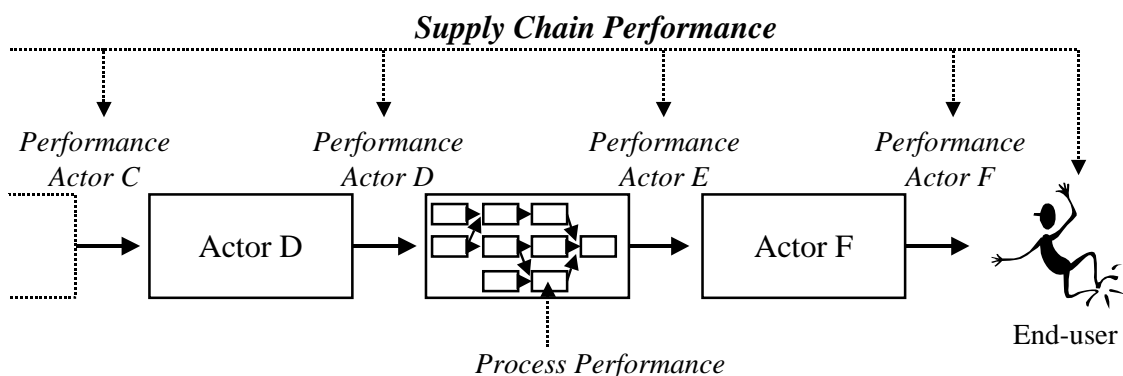 Supply Chain Performance
Performance
Actor C
Performance
Actor D
Performance
Actor E
Performance
Actor F
Actor D
Actor F
End-user
Process Performance